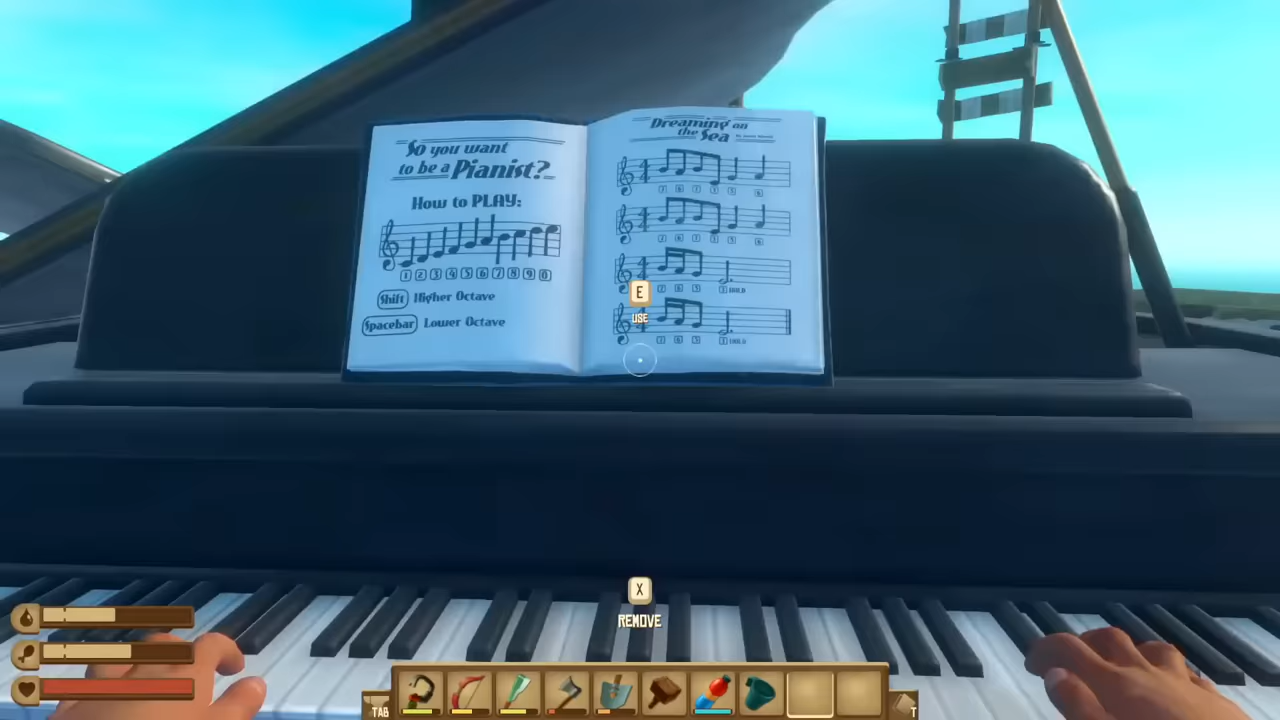 So you want
to be a Pianist?
How to PLAY:
1 2 3 4 5 6 7 8 9 0
Shift Higher Octave
Spacebar Lower Octave
Dreaming on
the Sea
HOLD
HOLD
E
USE
X
REMOVE
TAB
T